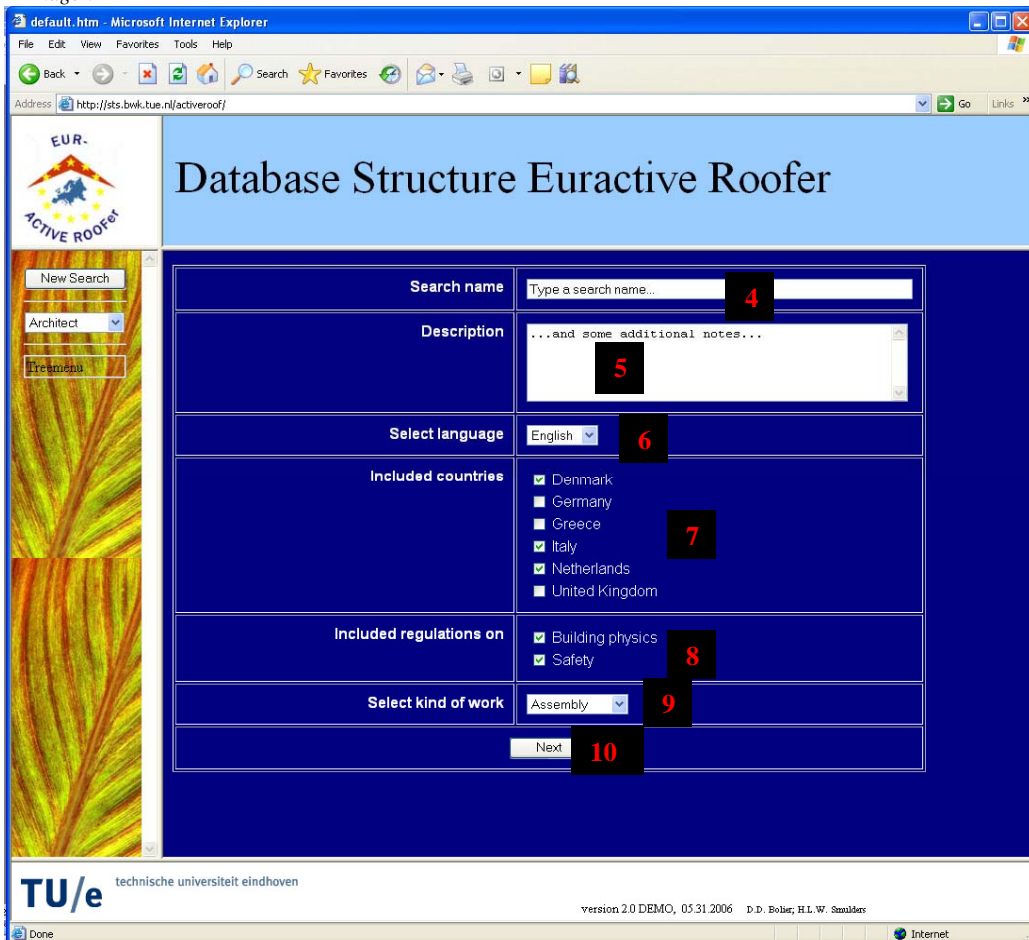 default.htm - Microsoft Internet Explorer
File Edit View Favorites Tools Help
Back Search Favorites
Address http://sts.bwk.tue.nl/activeroof/ Go Links »
EUR-
ACTIVE ROOFer
Database Structure Euractive Roofer
New Search
Architect
Treemenu
Search name Type a search name... 4
Description ...and some additional notes...
5
Select language English 6
Included countries
Denmark
Germany
Greece
7
Italy
Netherlands
United Kingdom
Included regulations on Building physics
Safety 8
Select kind of work Assembly 9
Next 10
TU/e technische universiteit eindhoven
version 2.0 DEMO, 05.31.2006 D.D. Bolier; H.L.W. Smulders
Done Internet